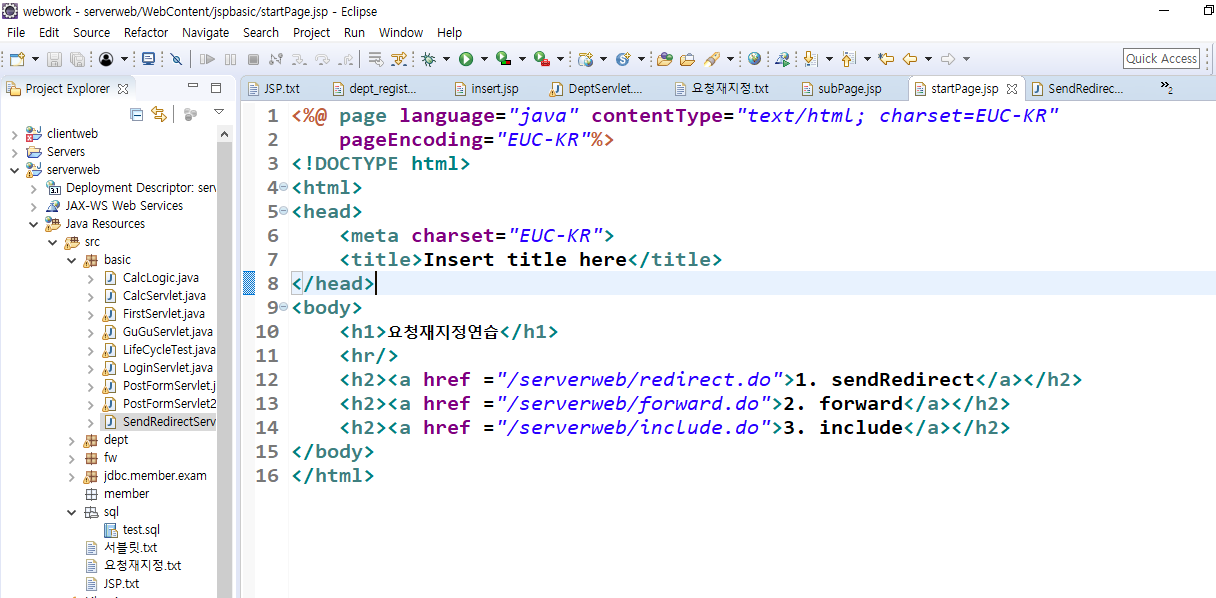 webwork - serverweb/WebContent/jspbasic/startPage.jsp - Eclipse
File Edit Source Refactor Navigate Search Project Run Window Help
Quick Access
Project Explorer
JSP.txt dept_regist... insert.jsp DeptServlet.... 요청재지정.txt subPage.jsp startPage.jsp SendRedirec... »2
clientweb
Servers
serverweb
Deployment Descriptor: serv
JAX-WS Web Services
Java Resources
src
basic
CalcLogic.java
CalcServlet.java
FirstServlet.java
GuGuServlet.java
LifeCycleTest.java
LoginServlet.java
PostFormServlet.j
PostFormServlet2
SendRedirectServ
dept
fw
jdbc.member.exam
member
sql
test.sql
서블릿.txt
요청재지정.txt
JSP.txt
1 <%@ page language="java" contentType="text/html; charset=EUC-KR"
2 pageEncoding="EUC-KR"%>
3 <!DOCTYPE html>
4 <html>
5 <head>
6 <meta charset="EUC-KR">
7 <title>Insert title here</title>
8 </head>
9 <body>
10 <h1>요청재지정연습</h1>
11 <hr/>
12 <h2><a href ="/serverweb/redirect.do">1. sendRedirect</a></h2>
13 <h2><a href ="/serverweb/forward.do">2. forward</a></h2>
14 <h2><a href ="/serverweb/include.do">3. include</a></h2>
15 </body>
16 </html>